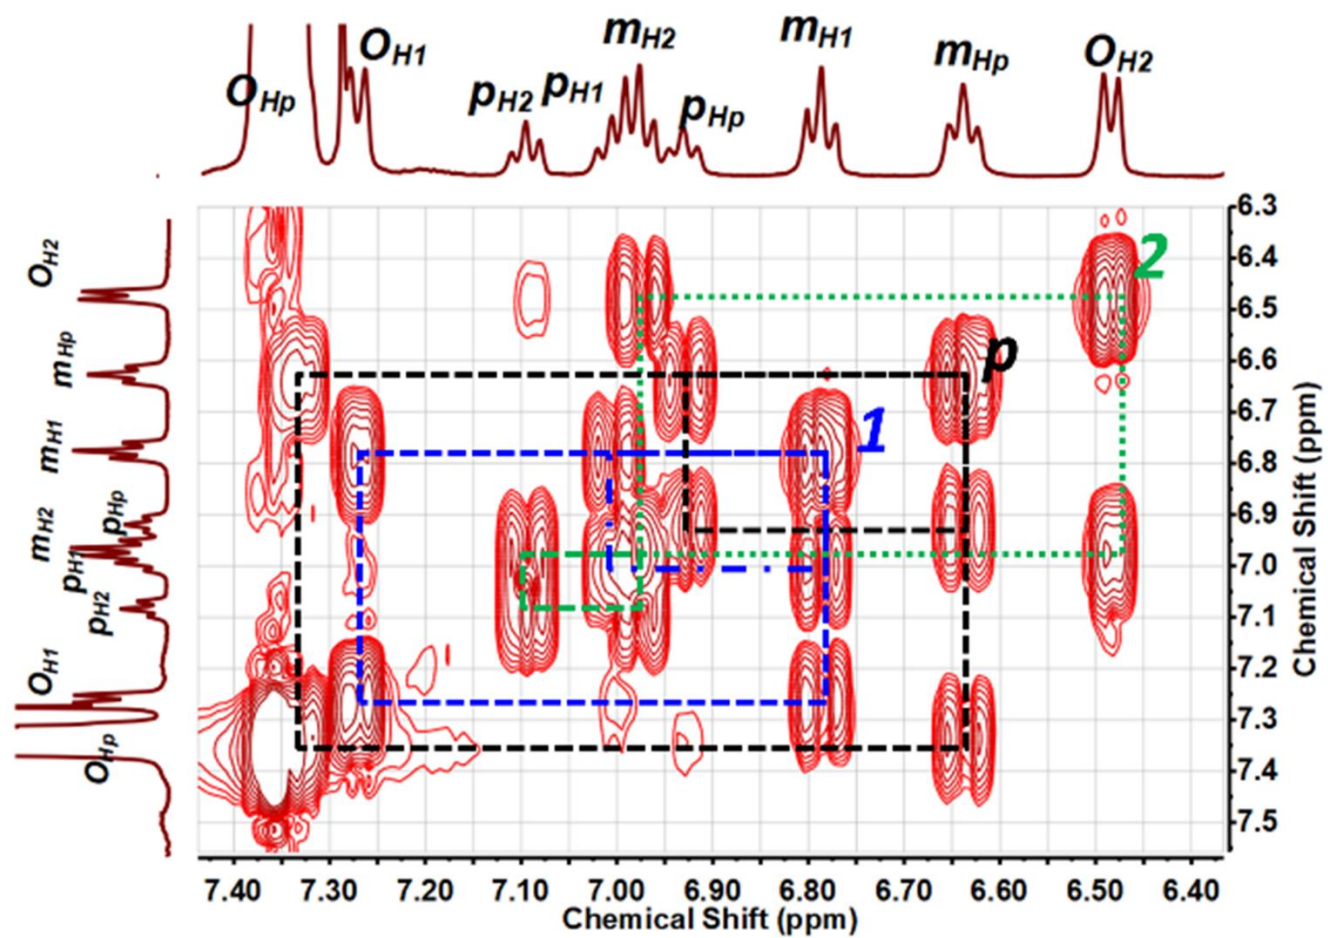 O_Hp O_H1 p_H2 p_H1 m_H2 p_Hp m_H1 m_Hp O_H2
O_H2
m_Hp
m_H1
p_Hp
m_H2
p_H1
p_H2
O_H1
O_Hp
2
p
1
6.3
6.4
6.5
6.6
6.7
6.8
6.9
7.0
7.1
7.2
7.3
7.4
7.5
Chemical Shift (ppm)
7.40 7.30 7.20 7.10 7.00 6.90 6.80 6.70 6.60 6.50 6.40
Chemical Shift (ppm)